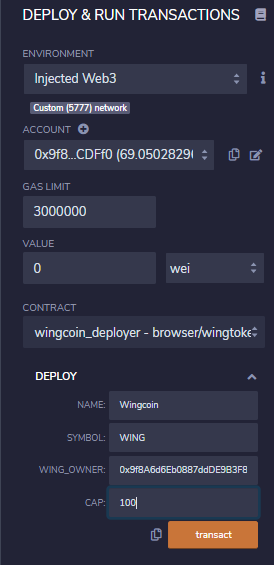 DEPLOY & RUN TRANSACTIONS
ENVIRONMENT
Injected Web3
Custom (5777) network
ACCOUNT
0x9f8...CDFf0 (69.05028296
GAS LIMIT
3000000
VALUE
0 wei
CONTRACT
wingcoin_deployer - browser/wingtoke
DEPLOY
NAME: Wingcoin
SYMBOL: WING
WING_OWNER: 0x9f8A6d6Eb0887ddDE9B3F8
CAP: 100
transact